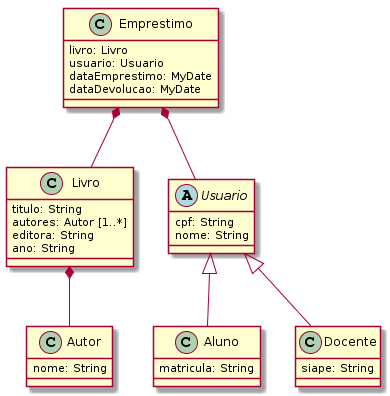 C Emprestimo
livro: Livro
usuario: Usuario
dataEmprestimo: MyDate
dataDevolucao: MyDate
C Livro
titulo: String
autores: Autor [1..*]
editora: String
ano: String
A Usuario
cpf: String
nome: String
C Autor
nome: String
C Aluno
matricula: String
C Docente
siape: String